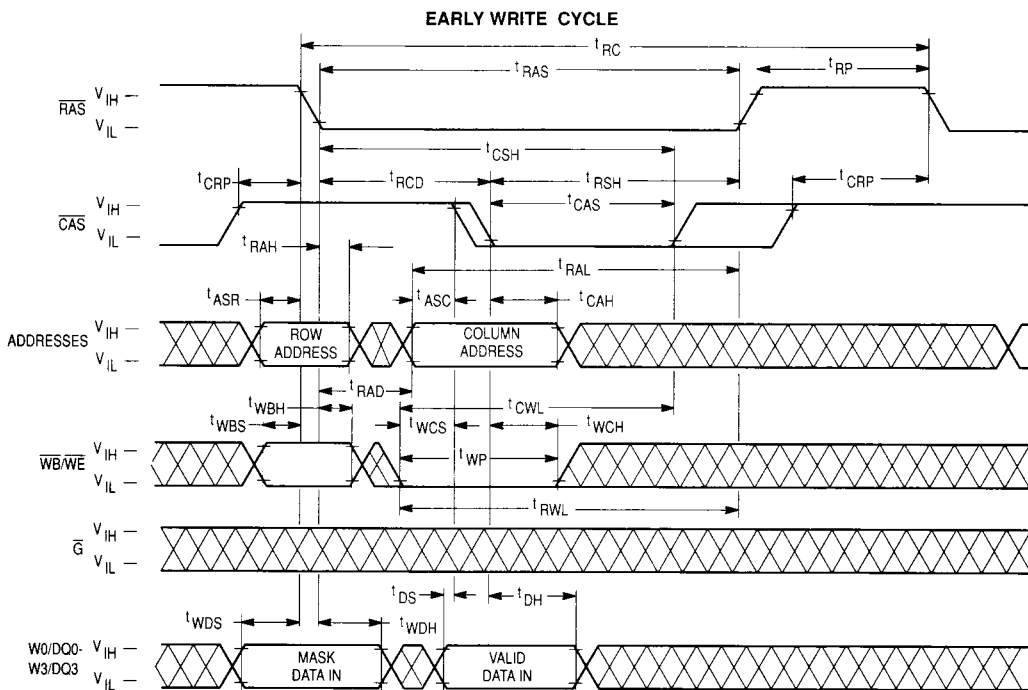 EARLY WRITE CYCLE
tRC
tRAS
tRP
RAS
VIH
VIL
tCSH
tCRP
tRCD
tRSH
tCRP
CAS
VIH
VIL
tCAS
tRAH
tRAL
tASR
tASC
tCAH
ADDRESSES
VIH
VIL
ROW
ADDRESS
COLUMN
ADDRESS
tRAD
tWBH
tCWL
tWBS
tWCS
tWCH
WB/WE
VIH
VIL
tWP
tRWL
G
VIH
VIL
tDS
tDH
tWDS
tWDH
W0/DQ0-
W3/DQ3
VIH
VIL
MASK
DATA IN
VALID
DATA IN